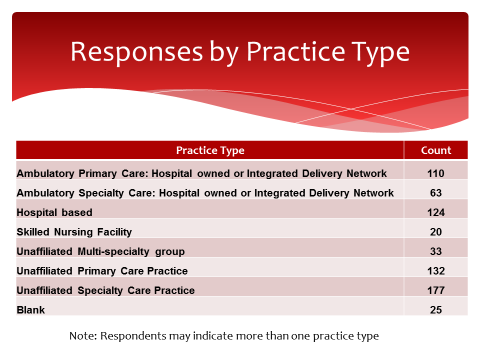 Responses by Practice Type
Practice Type Count
Ambulatory Primary Care: Hospital owned or Integrated Delivery Network 110
Ambulatory Specialty Care: Hospital owned or Integrated Delivery Network 63
Hospital based 124
Skilled Nursing Facility 20
Unaffiliated Multi-specialty group 33
Unaffiliated Primary Care Practice 132
Unaffiliated Specialty Care Practice 177
Blank 25
Note: Respondents may indicate more than one practice type